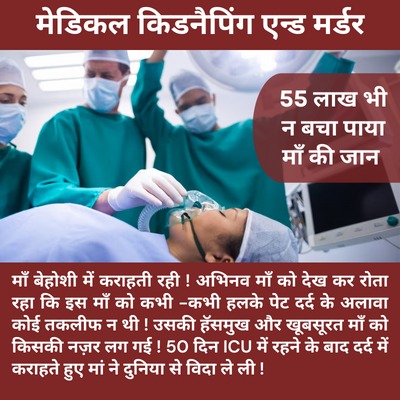 मेडिकल किडनैपिंग एन्ड मर्डर
55 लाख भी
न बचा पाया
माँ की जान
माँ बेहोशी में कराहती रही ! अभिनव माँ को देख कर रोता
रहा कि इस माँ को कभी -कभी हलके पेट दर्द के अलावा
कोई तकलीफ न थी ! उसकी हॅसमुख और खूबसूरत माँ को
किसकी नज़र लग गई ! 50 दिन ICU में रहने के बाद दर्द में
कराहते हुए मां ने दुनिया से विदा ले ली !